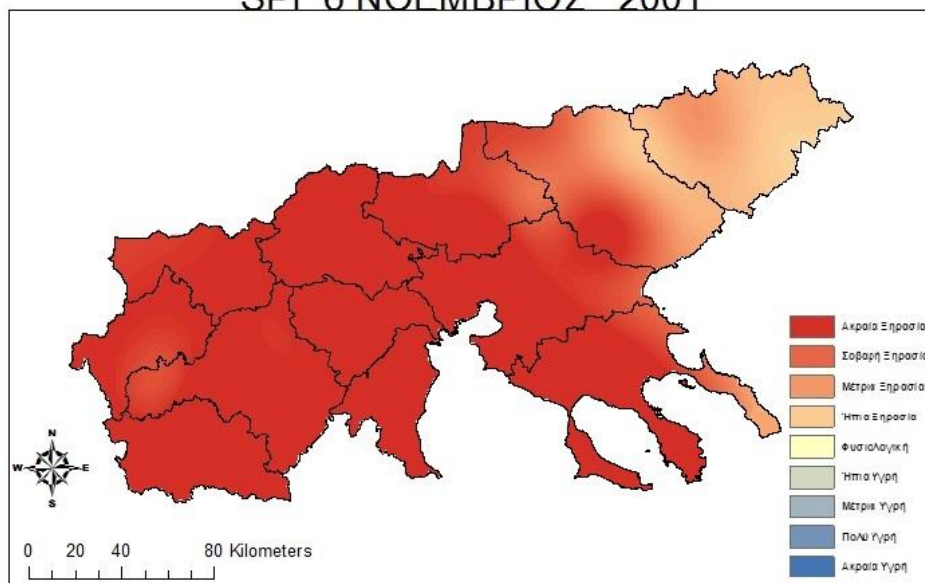 SPI 6 ΝΟΕΜΒΡΙΟΣ 2001
Ακραία Ξηρασία
Σοβαρή Ξηρασία
Μέτρια Ξηρασία
Ήπια Ξηρασία
Φυσιολογική
Ήπια Υγρή
Μέτρια Υγρή
Πολύ Υγρή
Ακραία Υγρή
N
W E
S
0 20 40 80 Kilometers